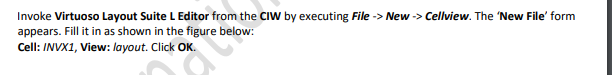 Invoke Virtuoso Layout Suite L Editor from the CIW by executing File -> New -> Cellview. The ‘New File’ form
appears. Fill it in as shown in the figure below:
Cell: INVX1, View: layout. Click OK.